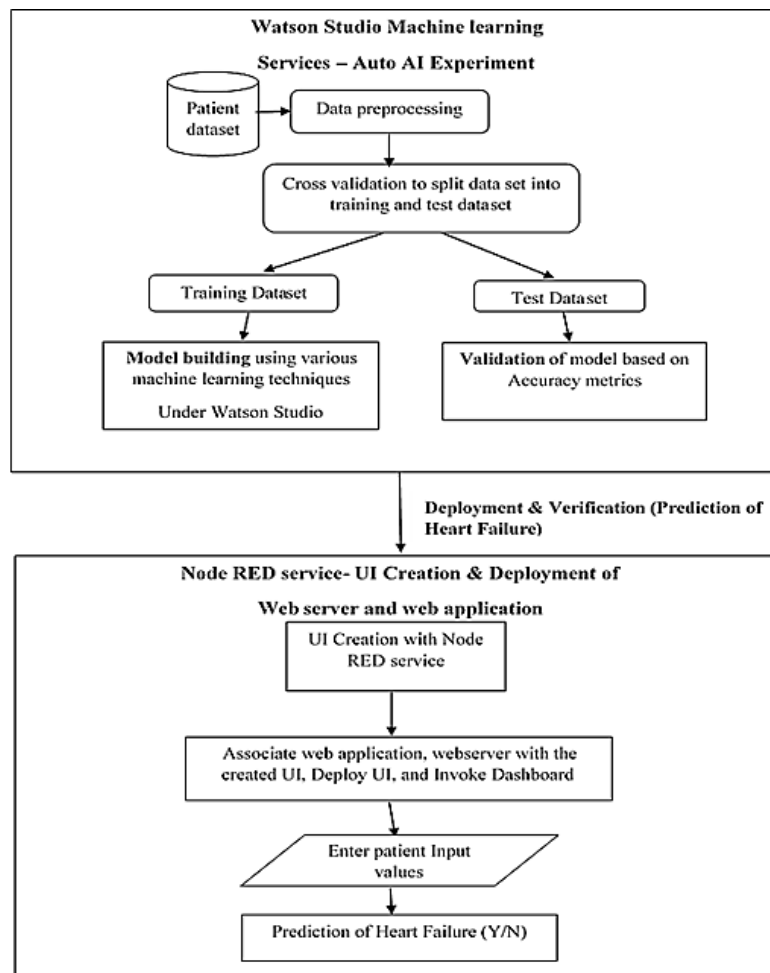 Watson Studio Machine learning
Services – Auto AI Experiment
Patient
dataset
Data preprocessing
Cross validation to split data set into
training and test dataset
Training Dataset
Test Dataset
Model building using various
machine learning techniques
Under Watson Studio
Validation of model based on
Accuracy metrics
Deployment & Verification (Prediction of
Heart Failure)
Node RED service- UI Creation & Deployment of
Web server and web application
UI Creation with Node
RED service
Associate web application, webserver with the
created UI, Deploy UI, and Invoke Dashboard
Enter patient Input
values
Prediction of Heart Failure (Y/N)